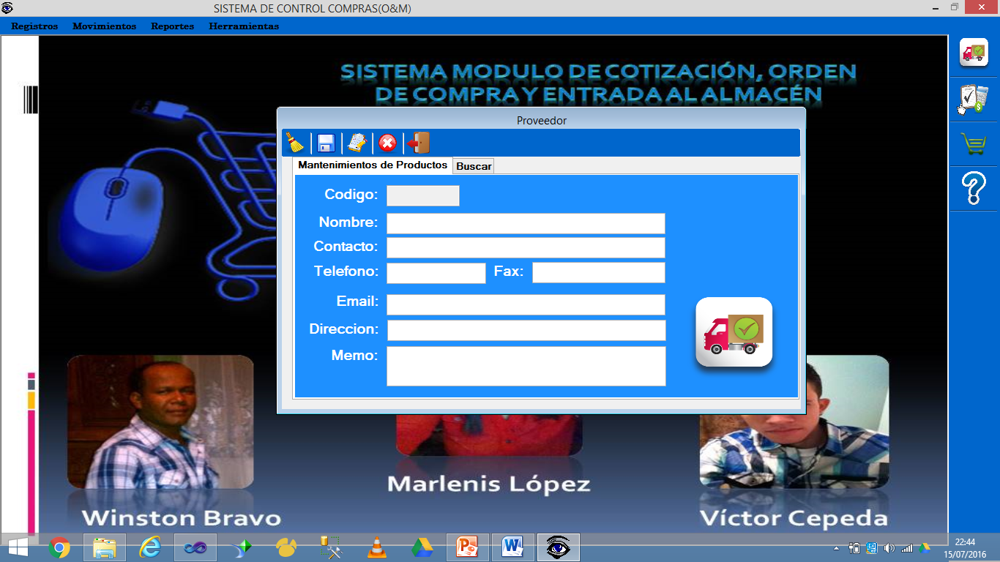 SISTEMA DE CONTROL COMPRAS(O&M)
Registros Movimientos Reportes Herramientas
SISTEMA MODULO DE COTIZACIÓN, ORDEN
DE COMPRA Y ENTRADA AL ALMACÉN
Proveedor
Mantenimientos de Productos Buscar
Codigo:
Nombre:
Contacto:
Telefono: Fax:
Email:
Direccion:
Memo:
Marlenis López
Winston Bravo Víctor Cepeda
22:44
15/07/2016